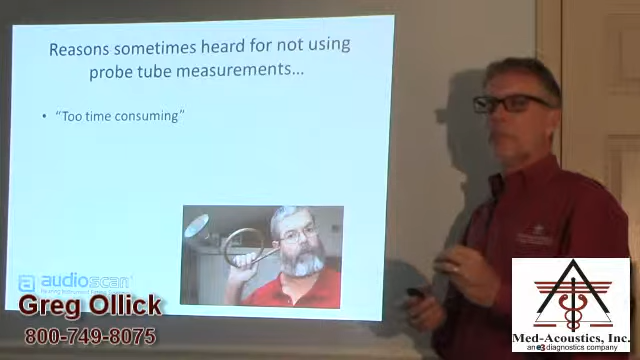 Reasons sometimes heard for not using
probe tube measurements...
• "Too time consuming"
audioscan
Greg Ollick
800-749-8075
Med-Acoustics, Inc.
an e3 diagnostics company